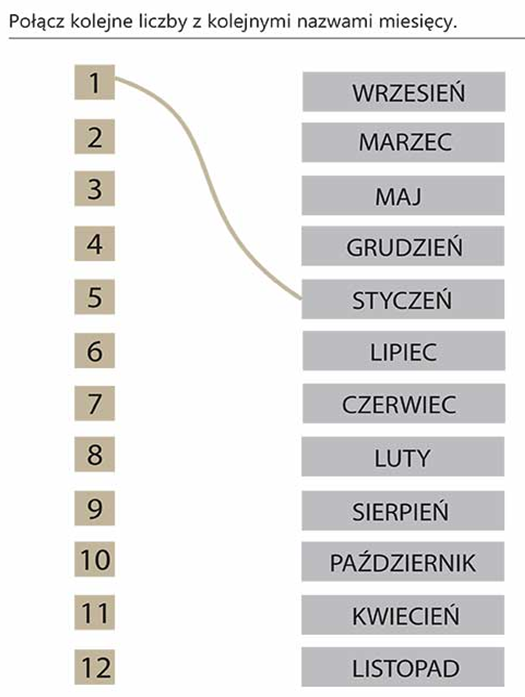 Połącz kolejne liczby z kolejnymi nazwami miesięcy.
1 WRZESIEŃ
2 MARZEC
3 MAJ
4 GRUDZIEŃ
5 STYCZEŃ
6 LIPIEC
7 CZERWIEC
8 LUTY
9 SIERPIEŃ
10 PAŹDZIERNIK
11 KWIECIEŃ
12 LISTOPAD